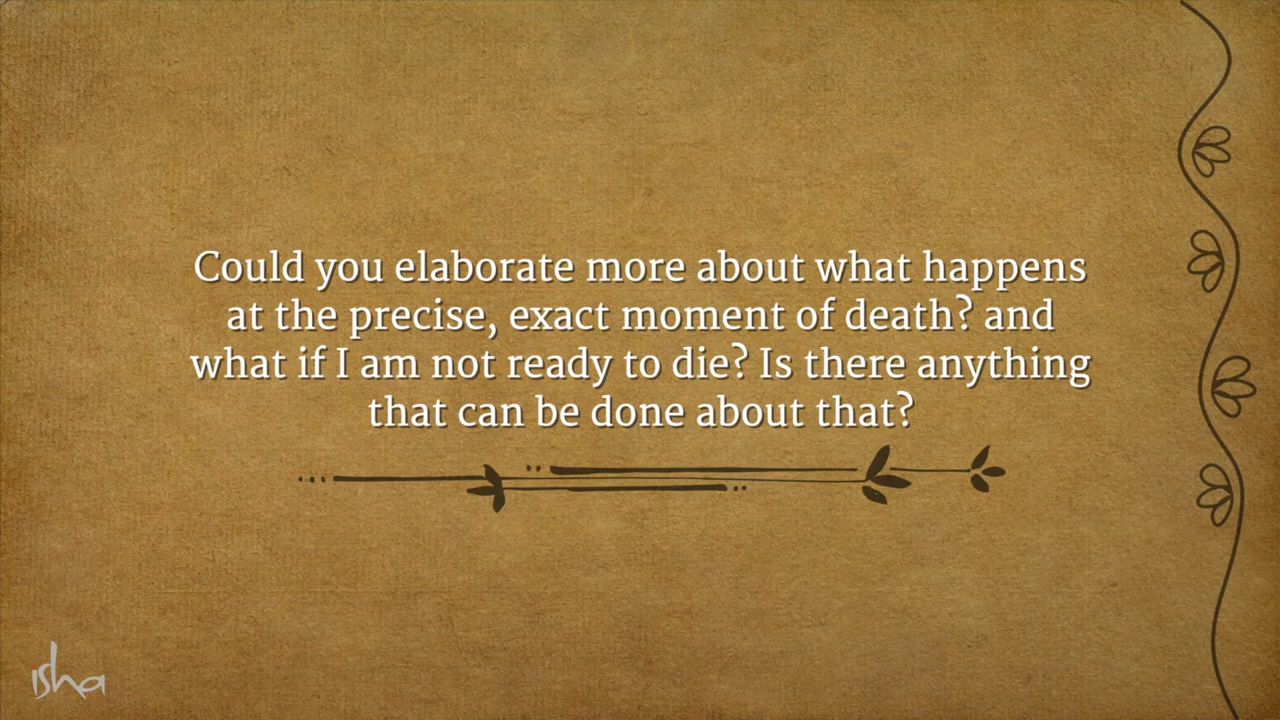 Could you elaborate more about what happens
at the precise, exact moment of death? and
what if I am not ready to die? Is there anything
that can be done about that?
isha